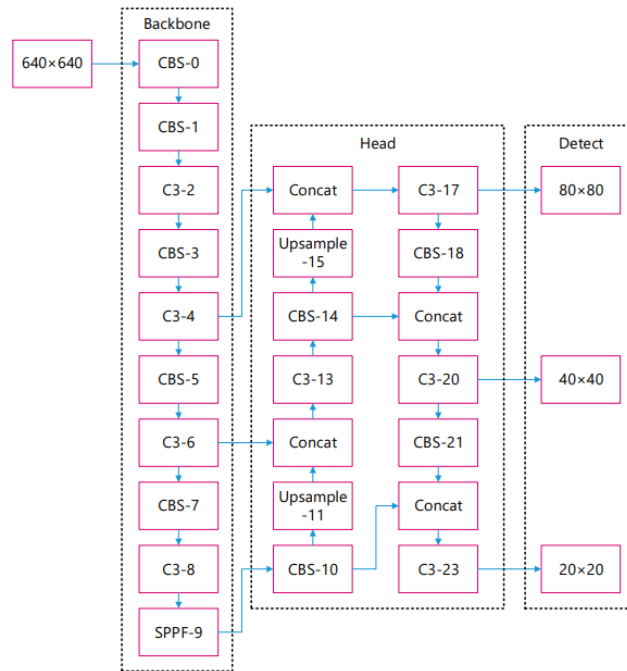 Backbone
640×640
CBS-0
CBS-1
C3-2
CBS-3
C3-4
CBS-5
C3-6
CBS-7
C3-8
SPPF-9
Head
Concat
Upsample
-15
CBS-14
C3-13
Concat
Upsample
-11
CBS-10
C3-17
CBS-18
Concat
C3-20
CBS-21
Concat
C3-23
Detect
80×80
40×40
20×20